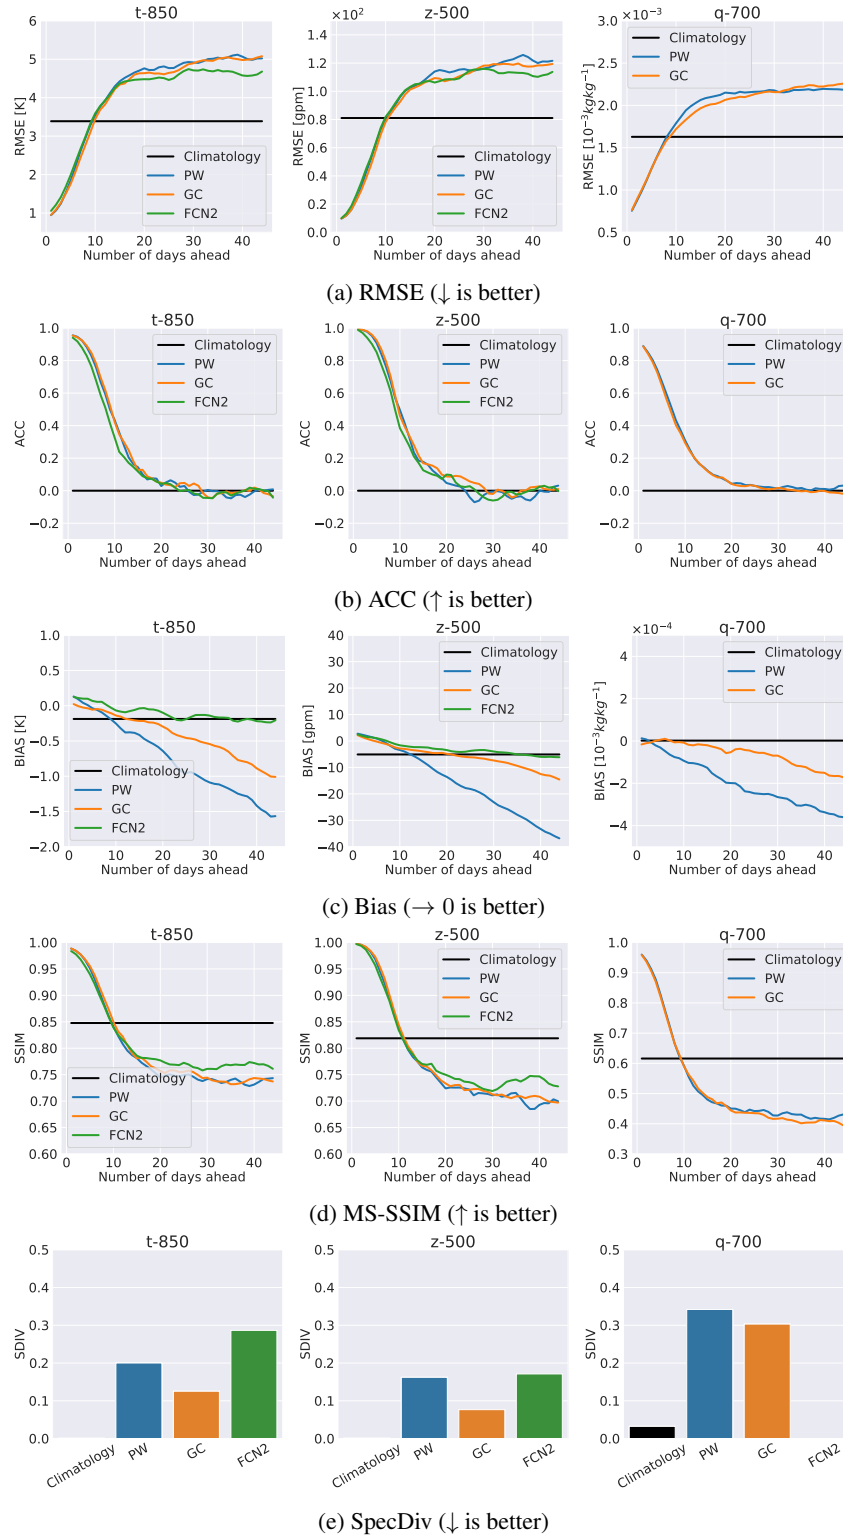 t-850
z-500
q-700
×10²
×10⁻³
RMSE [K]
6
5
4
3
2
1
Climatology
PW
GC
FCN2
0 10 20 30 40
Number of days ahead
RMSE [gpm]
1.4
1.2
1.0
0.8
0.6
0.4
0.2
0.0
Climatology
PW
GC
FCN2
0 10 20 30 40
Number of days ahead
RMSE [10⁻³kgkg⁻¹]
3.0
2.5
2.0
1.5
1.0
0.5
Climatology
PW
GC
0 10 20 30 40
Number of days ahead
(a) RMSE (↓ is better)
t-850
z-500
q-700
ACC
1.0
0.8
0.6
0.4
0.2
0.0
−0.2
Climatology
PW
GC
FCN2
0 10 20 30 40
Number of days ahead
ACC
1.0
0.8
0.6
0.4
0.2
0.0
−0.2
Climatology
PW
GC
FCN2
0 10 20 30 40
Number of days ahead
ACC
1.0
0.8
0.6
0.4
0.2
0.0
−0.2
Climatology
PW
GC
0 10 20 30 40
Number of days ahead
(b) ACC (↑ is better)
t-850
z-500
q-700
×10⁻⁴
BIAS [K]
1.0
0.5
0.0
−0.5
−1.0
−1.5
−2.0
Climatology
PW
GC
FCN2
0 10 20 30 40
Number of days ahead
BIAS [gpm]
40
30
20
10
0
−10
−20
−30
−40
Climatology
PW
GC
FCN2
0 10 20 30 40
Number of days ahead
BIAS [10⁻³kgkg⁻¹]
4
2
0
−2
−4
Climatology
PW
GC
0 10 20 30 40
Number of days ahead
(c) Bias (→ 0 is better)
t-850
z-500
q-700
SSIM
1.00
0.95
0.90
0.85
0.80
0.75
0.70
0.65
0.60
Climatology
PW
GC
FCN2
0 10 20 30 40
Number of days ahead
SSIM
1.00
0.95
0.90
0.85
0.80
0.75
0.70
0.65
0.60
Climatology
PW
GC
FCN2
0 10 20 30 40
Number of days ahead
SSIM
1.0
0.9
0.8
0.7
0.6
0.5
0.4
0.3
Climatology
PW
GC
0 10 20 30 40
Number of days ahead
(d) MS-SSIM (↑ is better)
t-850
z-500
q-700
SDIV
0.5
0.4
0.3
0.2
0.1
0.0
Climatology PW GC FCN2
SDIV
0.5
0.4
0.3
0.2
0.1
0.0
Climatology PW GC FCN2
SDIV
0.5
0.4
0.3
0.2
0.1
0.0
Climatology PW GC FCN2
(e) SpecDiv (↓ is better)